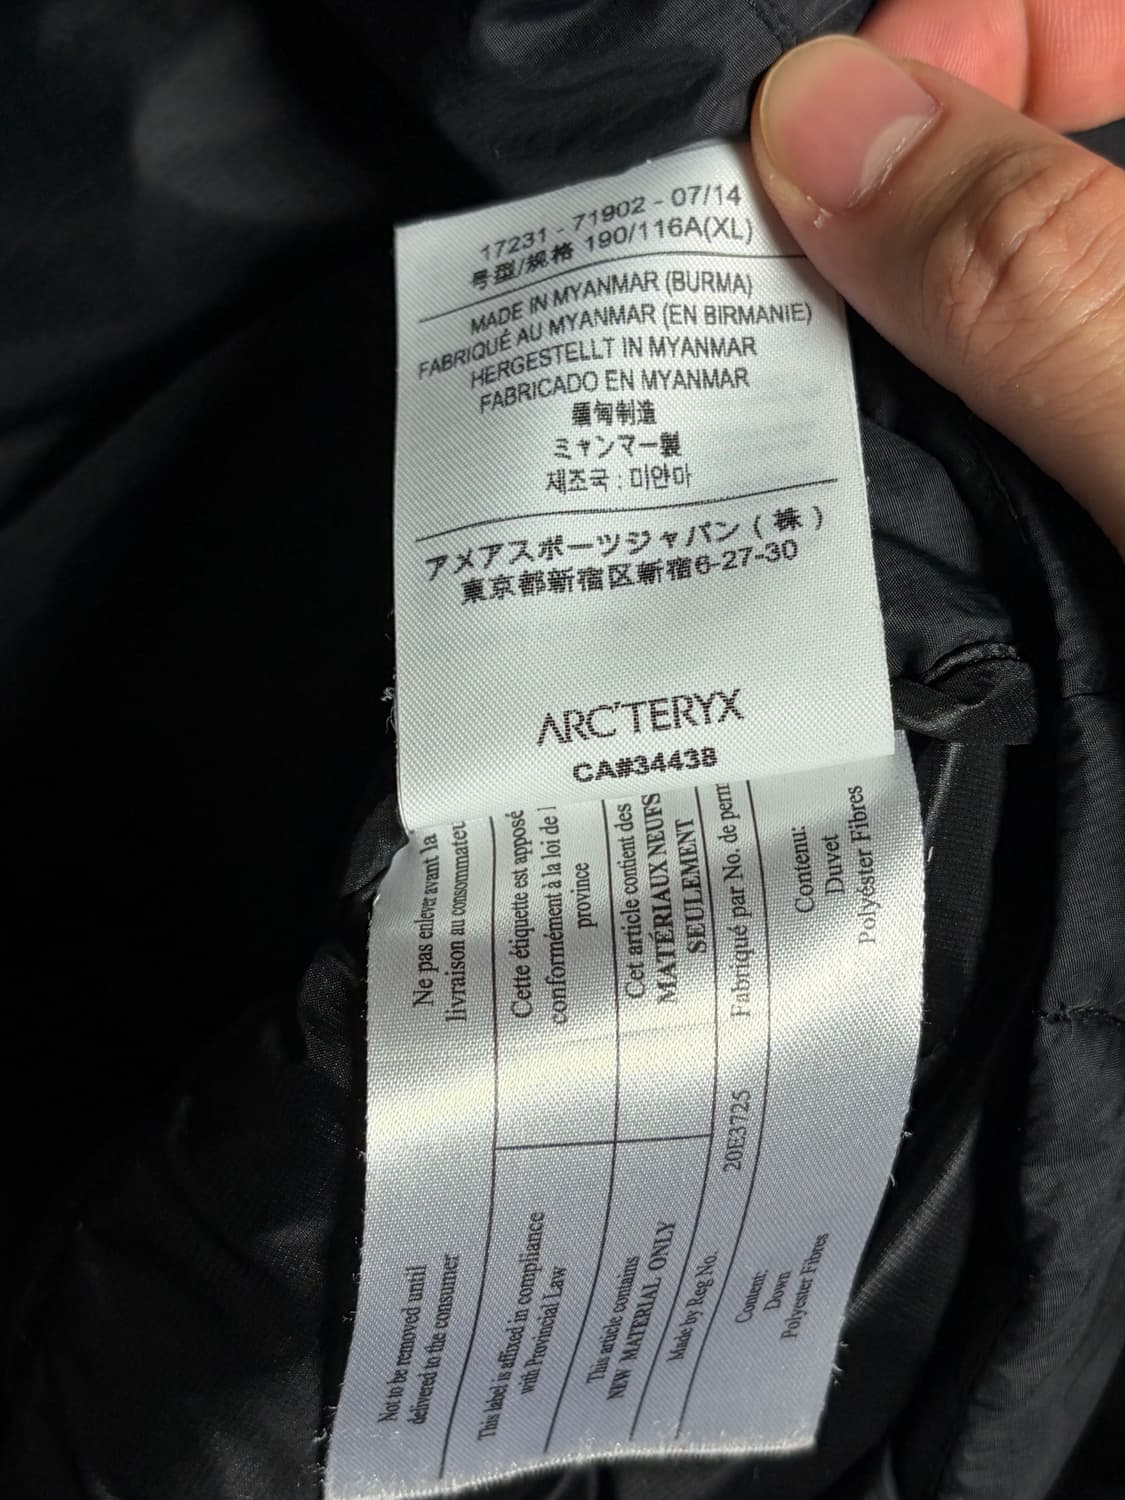 17231 - 71902 - 07/14
号型/规格 190/116A(XL)
MADE IN MYANMAR (BURMA)
FABRIQUÉ AU MYANMAR (EN BIRMANIE)
HERGESTELLT IN MYANMAR
FABRICADO EN MYANMAR
缅甸制造
ミャンマー製
제조국 : 미얀마
アメアスポーツジャパン ( 株 )
東京都新宿区新宿6-27-30
ARC'TERYX
CA#34438
Ne pas enlever avant la
livraison au consommateu
Cette étiquette est apposé
conformément à la loi de l
province
Cet article contient des
MATÉRIAUX NEUFS
SEULEMENT
Fabriqué par No. de perm
Contenu:
Duvet
Polyéster Fibres
20E3725
Not to be removed until
delivered to the consumer
This label is affixed in compliance
with Provincial Law
This article contains
NEW MATERIAL ONLY
Made by Reg No.
Content:
Down
Polyester Fibres